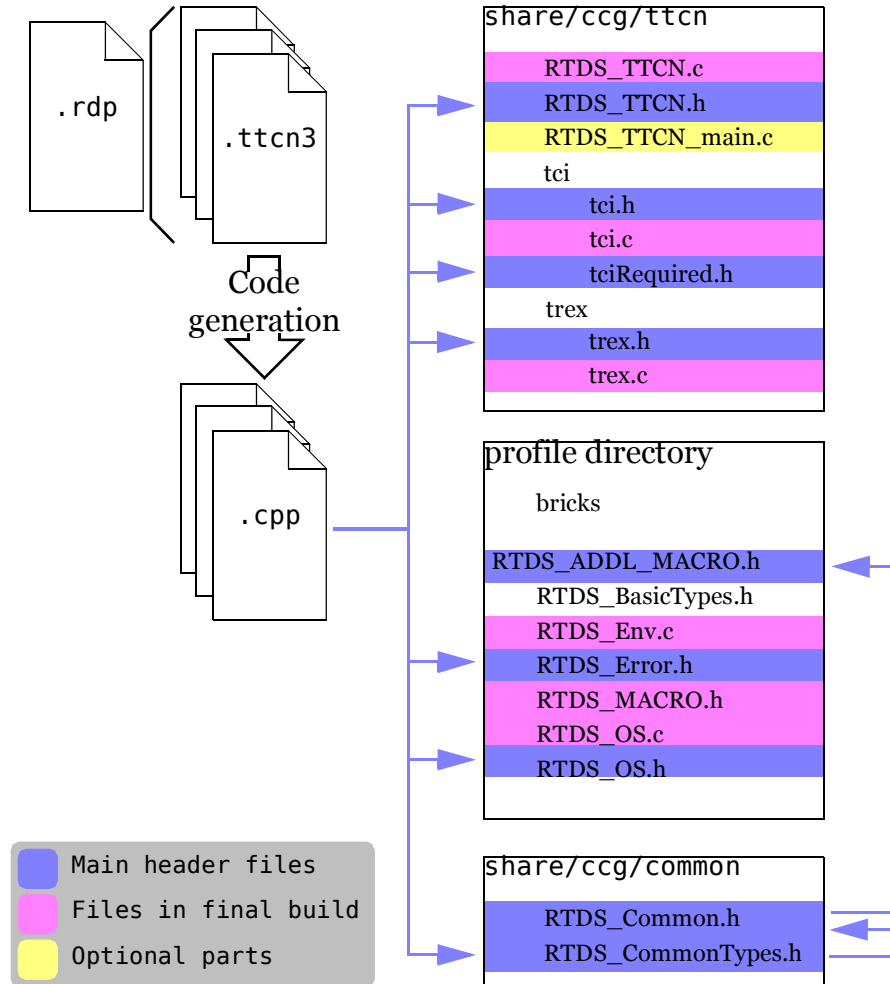 .rdp
.ttcn3
Code
generation
.cpp
share/ccg/ttcn
RTDS_TTCN.c
RTDS_TTCN.h
RTDS_TTCN_main.c
tci
tci.h
tci.c
tciRequired.h
trex
trex.h
trex.c
profile directory
bricks
RTDS_ADDL_MACRO.h
RTDS_BasicTypes.h
RTDS_Env.c
RTDS_Error.h
RTDS_MACRO.h
RTDS_OS.c
RTDS_OS.h
Main header files
Files in final build
Optional parts
share/ccg/common
RTDS_Common.h
RTDS_CommonTypes.h